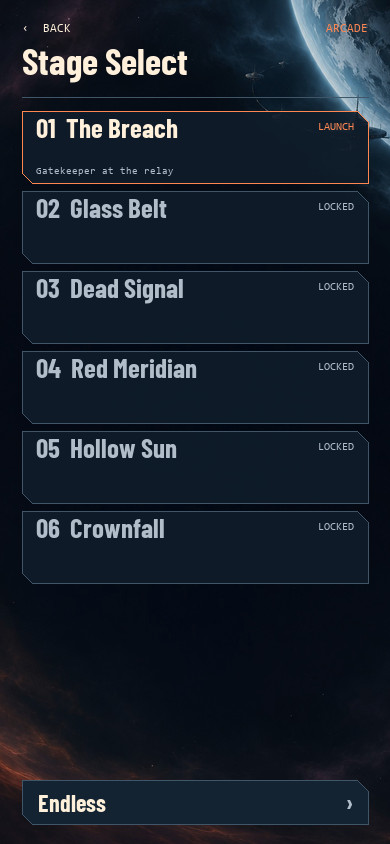 ‹ BACK ARCADE
Stage Select
01 The Breach LAUNCH
Gatekeeper at the relay
02 Glass Belt LOCKED
03 Dead Signal LOCKED
04 Red Meridian LOCKED
05 Hollow Sun LOCKED
06 Crownfall LOCKED
Endless ›